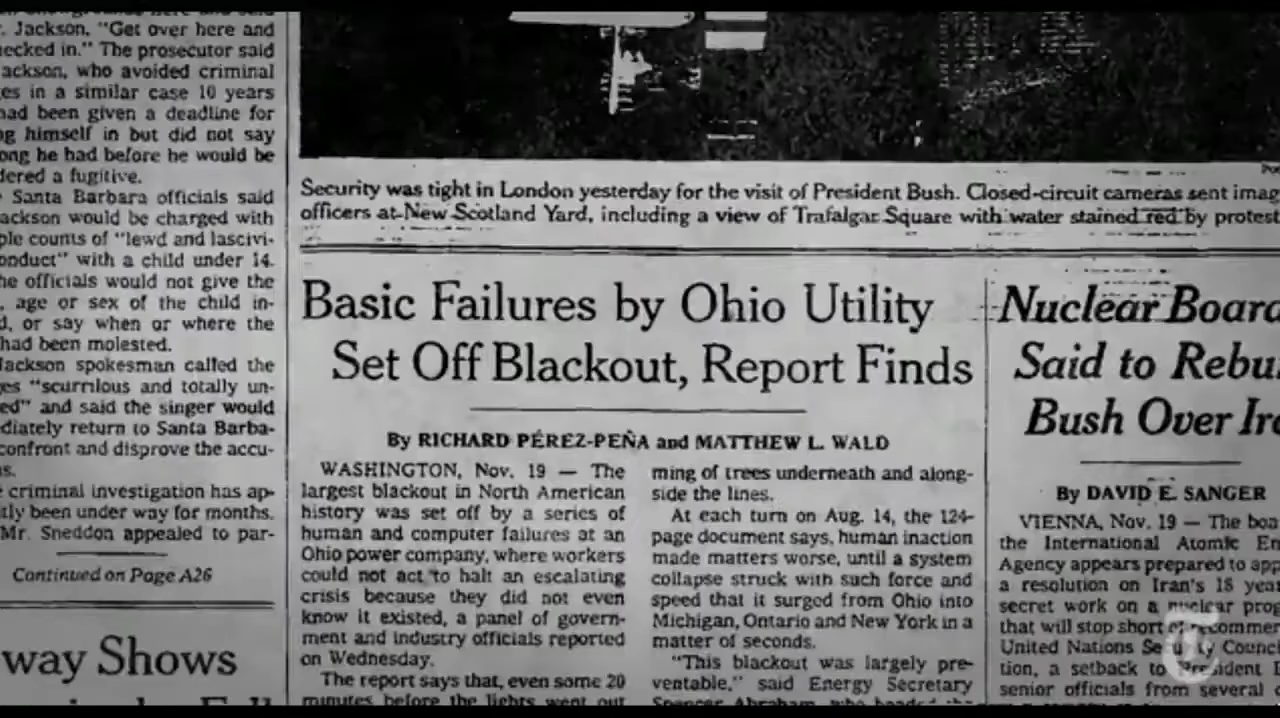 . Jackson, "Get over here and
ecked in." The prosecutor said
ackson, who avoided criminal
es in a similar case 10 years
had been given a deadline for
g himself in but did not say
ong he had before he would be
dered a fugitive.
Santa Barbara officials said
ackson would be charged with
ple counts of "lewd and lascivi-
onduct" with a child under 14.
he officials would not give the
, age or sex of the child in-
d, or say when or where the
had been molested.
Jackson spokesman called the
ges "scurrilous and totally un-
ed" and said the singer would
diately return to Santa Barba-
confront and disprove the accu-
s.
e criminal investigation has ap-
tly been under way for months.
Mr. Sneddon appealed to par-
Continued on Page A26
way Shows
Security was tight in London yesterday for the visit of President Bush. Closed-circuit cameras sent imag
officers at New Scotland Yard, including a view of Trafalgar Square with water stained red by protest
Basic Failures by Ohio Utility
Set Off Blackout, Report Finds
By RICHARD PÉREZ-PEÑA and MATTHEW L. WALD
WASHINGTON, Nov. 19 — The
largest blackout in North American
history was set off by a series of
human and computer failures at an
Ohio power company, where workers
could not act to halt an escalating
crisis because they did not even
know it existed, a panel of govern-
ment and industry officials reported
on Wednesday.
The report says that, even some 20
minutes before the lights went out
ming of trees underneath and along-
side the lines.
At each turn on Aug. 14, the 124-
page document says, human inaction
made matters worse, until a system
collapse struck with such force and
speed that it surged from Ohio into
Michigan, Ontario and New York in a
matter of seconds.
"This blackout was largely pre-
ventable," said Energy Secretary
Spencer Abraham, who headed the
Nuclear Board
Said to Rebu
Bush Over Ir
By DAVID E. SANGER
VIENNA, Nov. 19 — The boa
the International Atomic En
Agency appears prepared to app
a resolution on Iran's 18 year
secret work on a nuclear prog
that will stop short of recommer
United Nations Security Counc
tion, a setback to President B
senior officials from several c
T